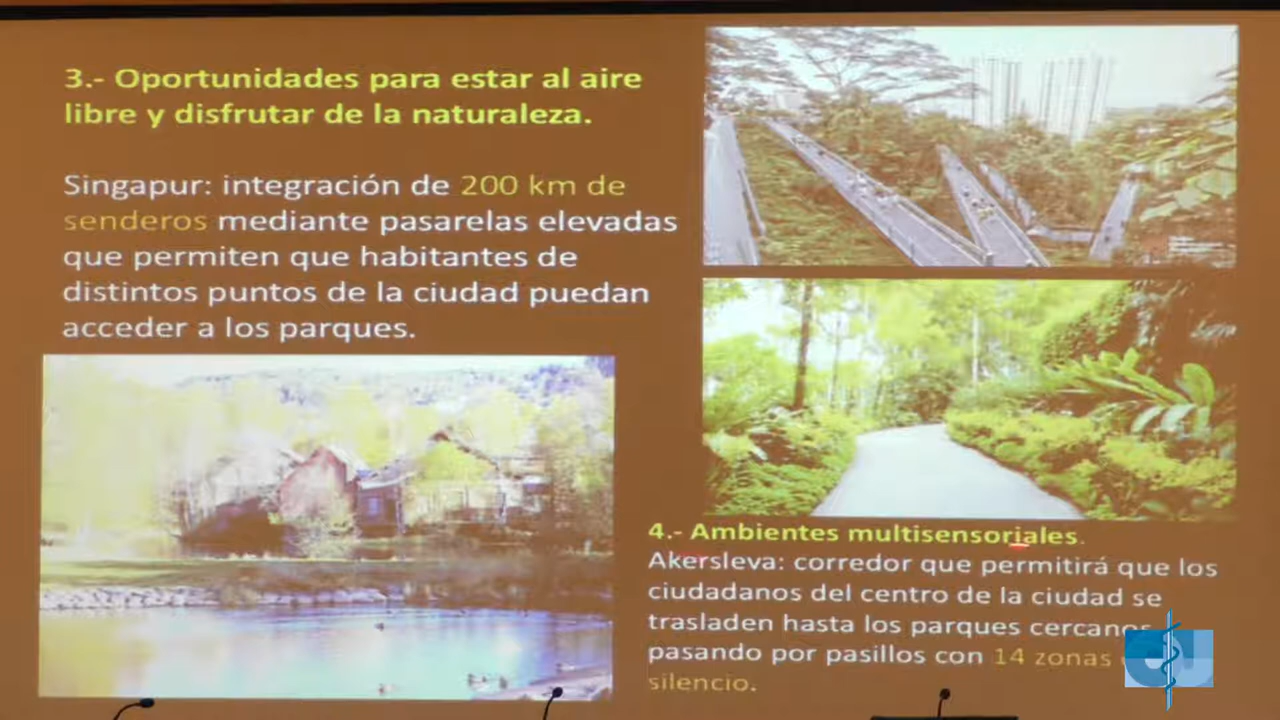 3.- Oportunidades para estar al aire
libre y disfrutar de la naturaleza.
Singapur: integración de 200 km de
senderos mediante pasarelas elevadas
que permiten que habitantes de
distintos puntos de la ciudad puedan
acceder a los parques.
4.- Ambientes multisensoriales.
Akersleva: corredor que permitirá que los
ciudadanos del centro de la ciudad se
trasladen hasta los parques cercanos
pasando por pasillos con 14 zonas
silencio.